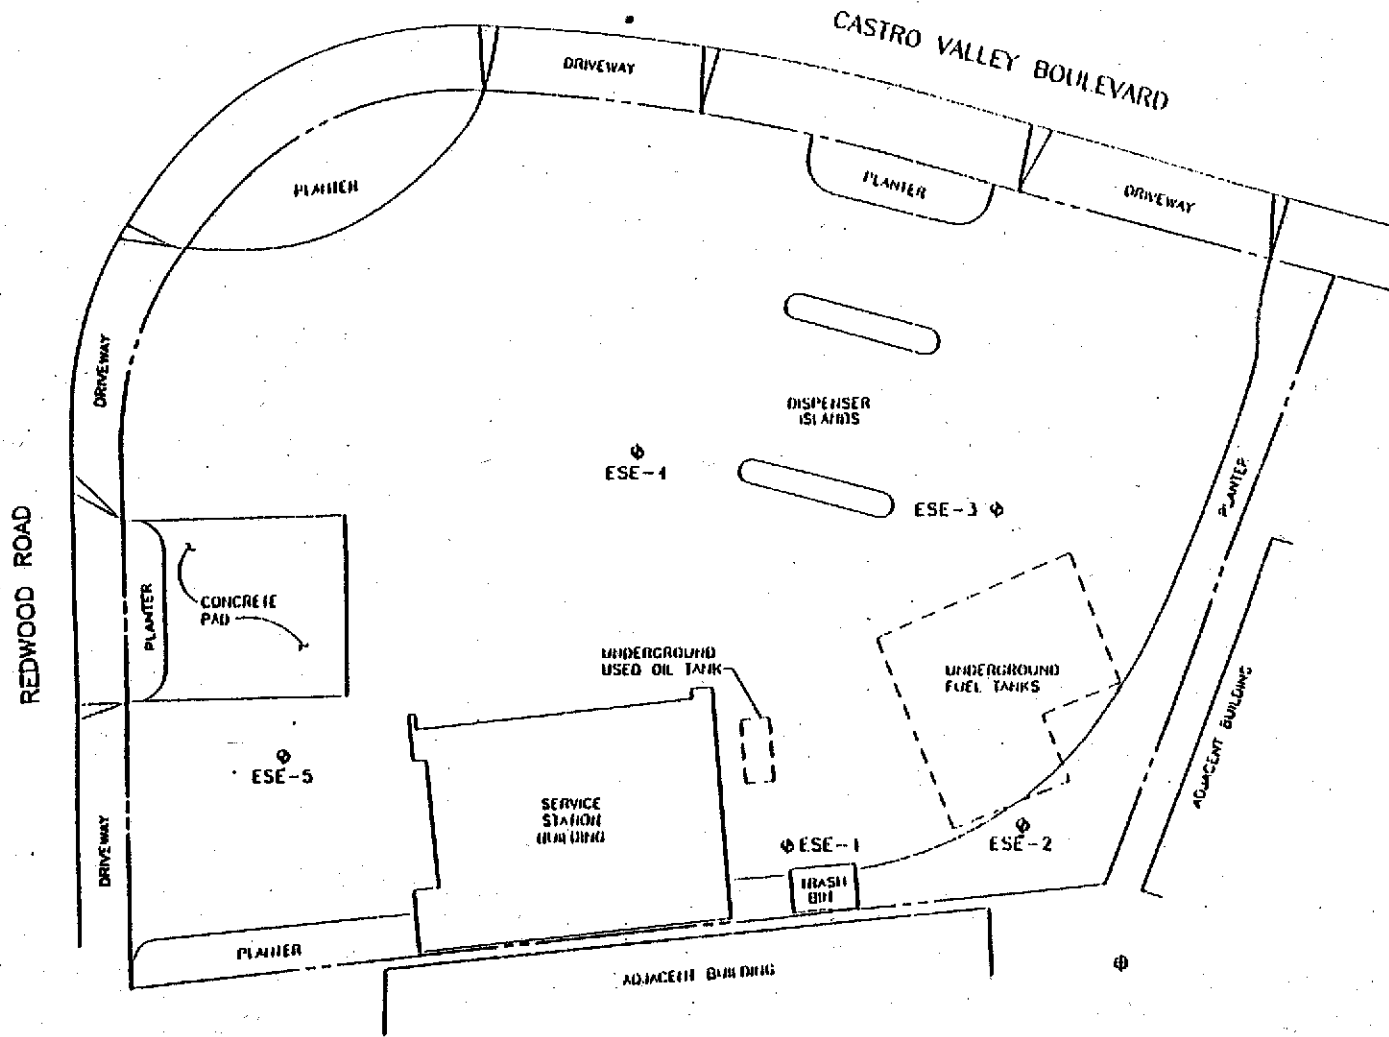 CASTRO VALLEY BOULEVARD
DRIVEWAY
PLANTER
PLANTER
DRIVEWAY
DRIVEWAY
DISPENSER
ISLANDS
ESE-4
ESE-3
PLANTER
REDWOOD ROAD
PLANTER
CONCRETE
PAD
UNDERGROUND
USED OIL TANK
UNDERGROUND
FUEL TANKS
ADJACENT BUILDING
ESE-5
SERVICE
STATION
BUILDING
DRIVEWAY
ESE-1
ESE-2
TRASH
BIN
PLANTER
ADJACENT BUILDING